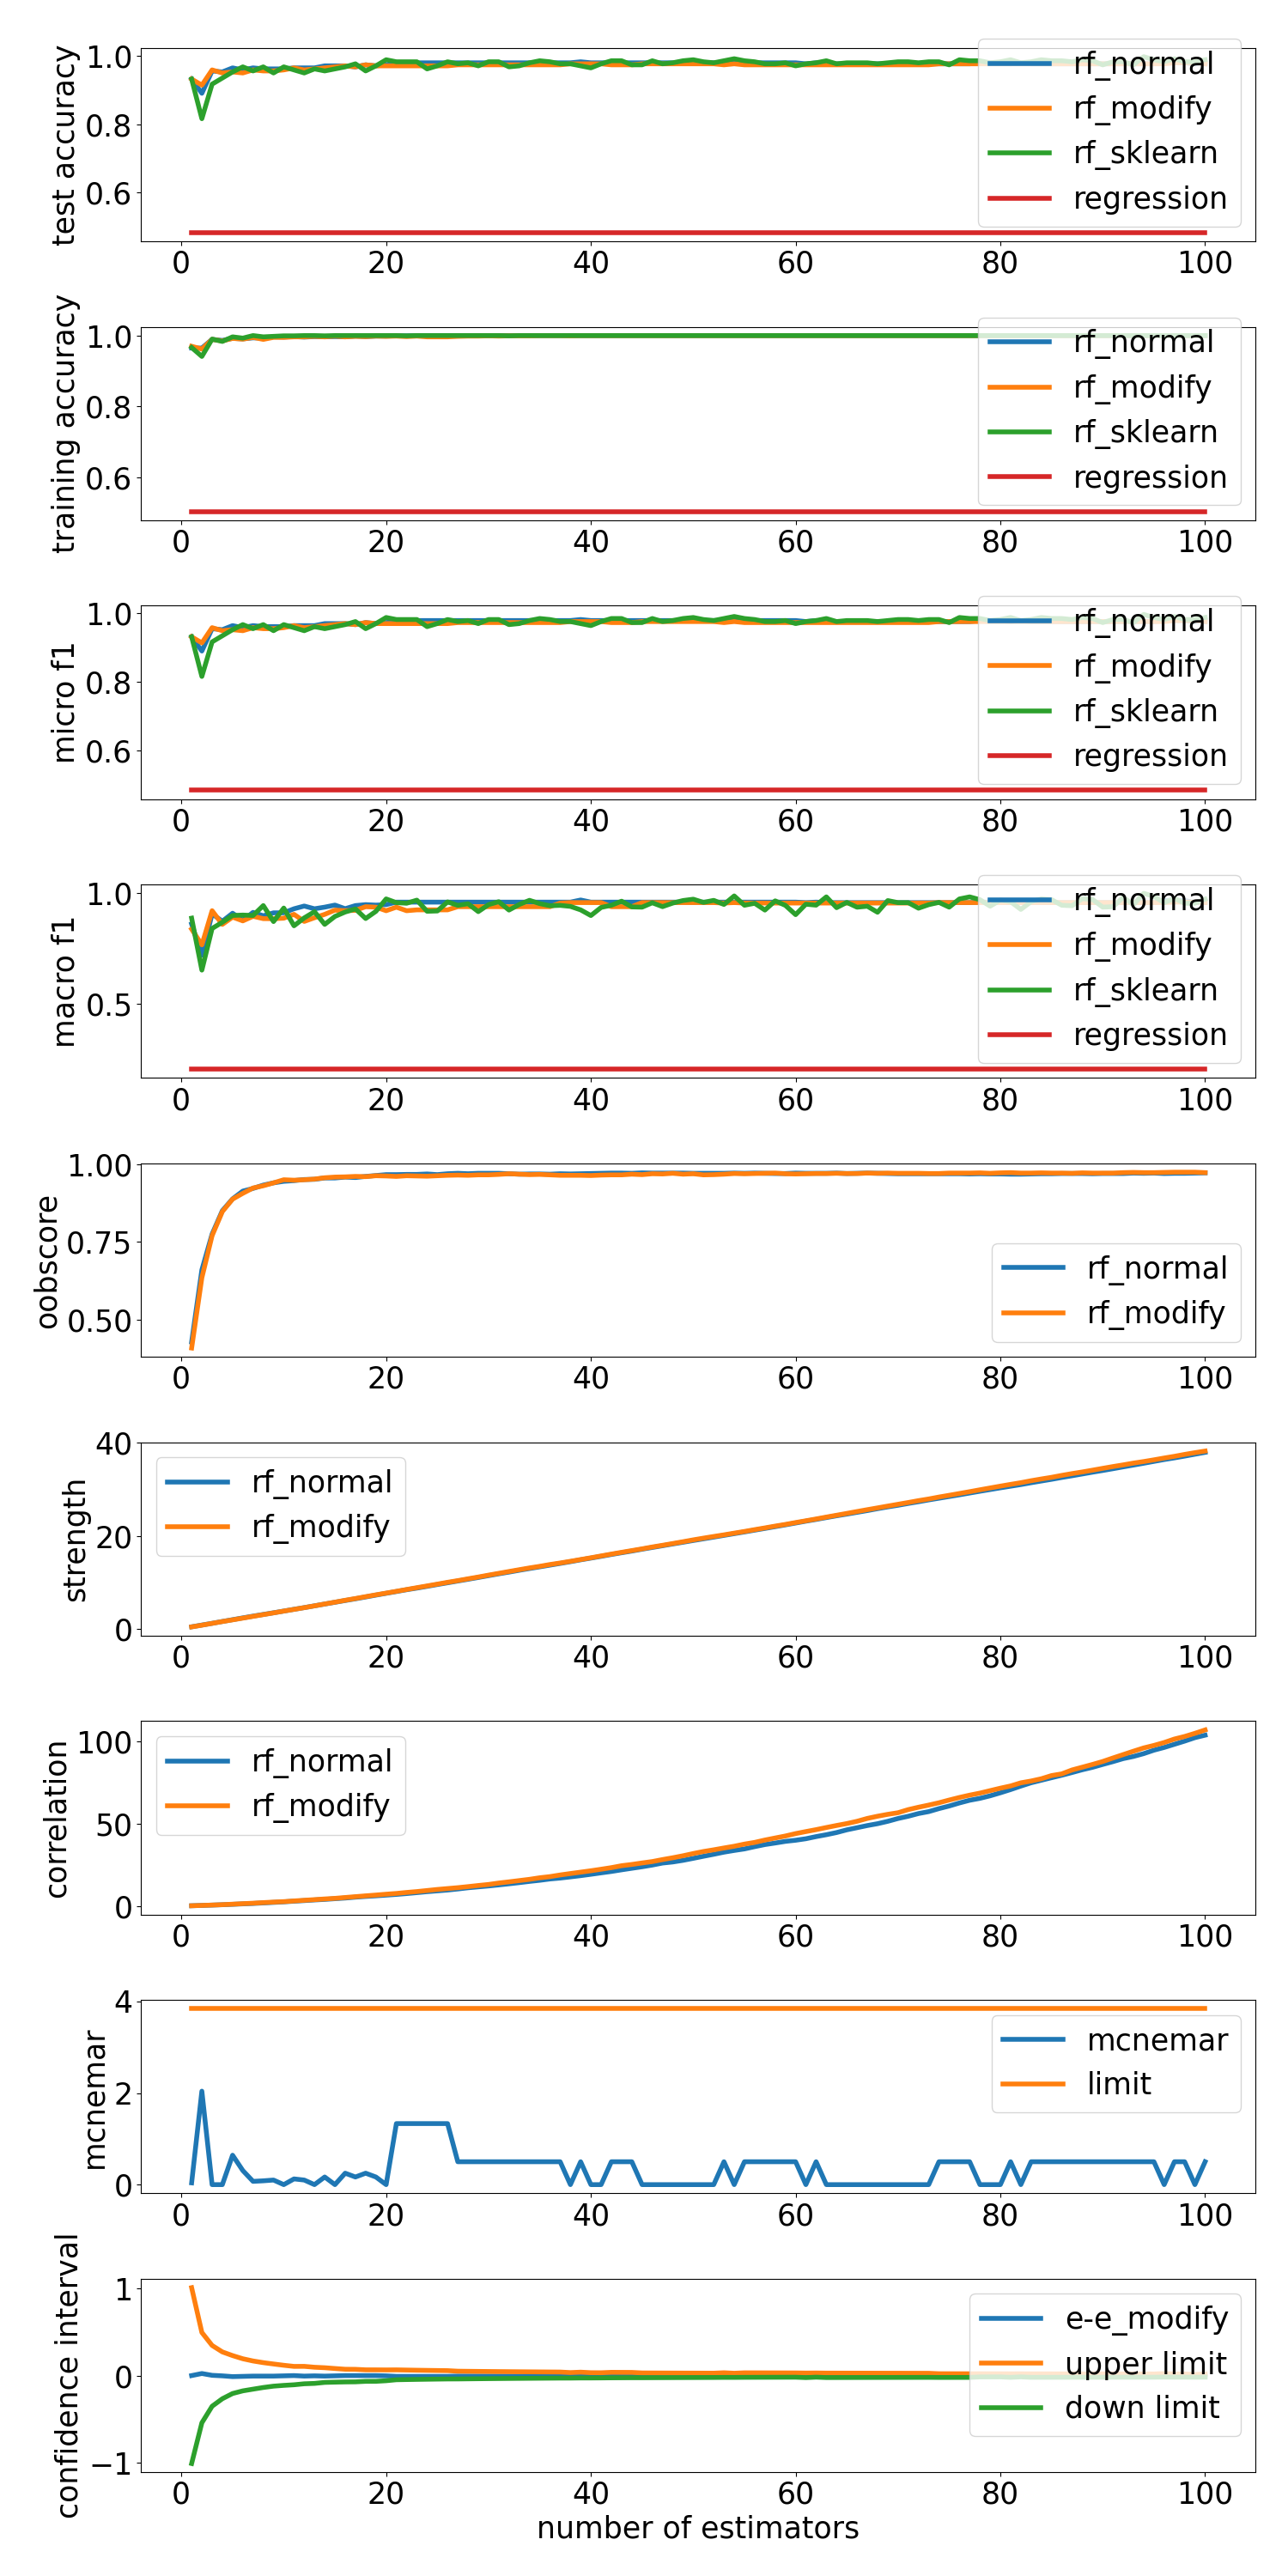 test accuracy
1.0
0.8
0.6
rf_normal
rf_modify
rf_sklearn
regression
0 20 40 60 80 100
training accuracy
1.0
0.8
0.6
rf_normal
rf_modify
rf_sklearn
regression
0 20 40 60 80 100
micro f1
1.0
0.8
0.6
rf_normal
rf_modify
rf_sklearn
regression
0 20 40 60 80 100
macro f1
1.0
0.5
rf_normal
rf_modify
rf_sklearn
regression
0 20 40 60 80 100
oobscore
1.00
0.75
0.50
rf_normal
rf_modify
0 20 40 60 80 100
strength
40
20
0
rf_normal
rf_modify
0 20 40 60 80 100
correlation
100
50
0
rf_normal
rf_modify
0 20 40 60 80 100
mcnemar
4
2
0
mcnemar
limit
0 20 40 60 80 100
confidence interval
1
0
−1
e-e_modify
upper limit
down limit
0 20 40 60 80 100
number of estimators